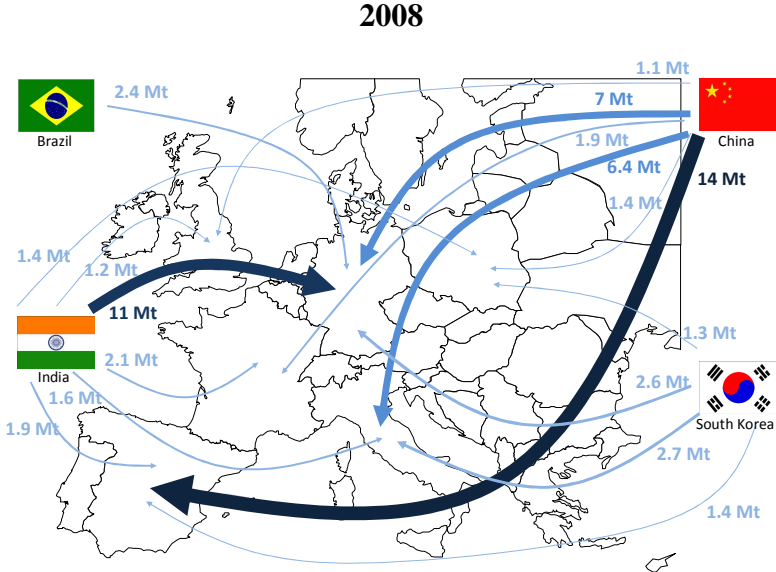 2008
1.1 Mt
2.4 Mt
7 Mt
Brazil
1.9 Mt
China
6.4 Mt
14 Mt
1.4 Mt
1.4 Mt
1.2 Mt
11 Mt
1.3 Mt
2.1 Mt
India
2.6 Mt
1.6 Mt
1.9 Mt
South Korea
2.7 Mt
1.4 Mt